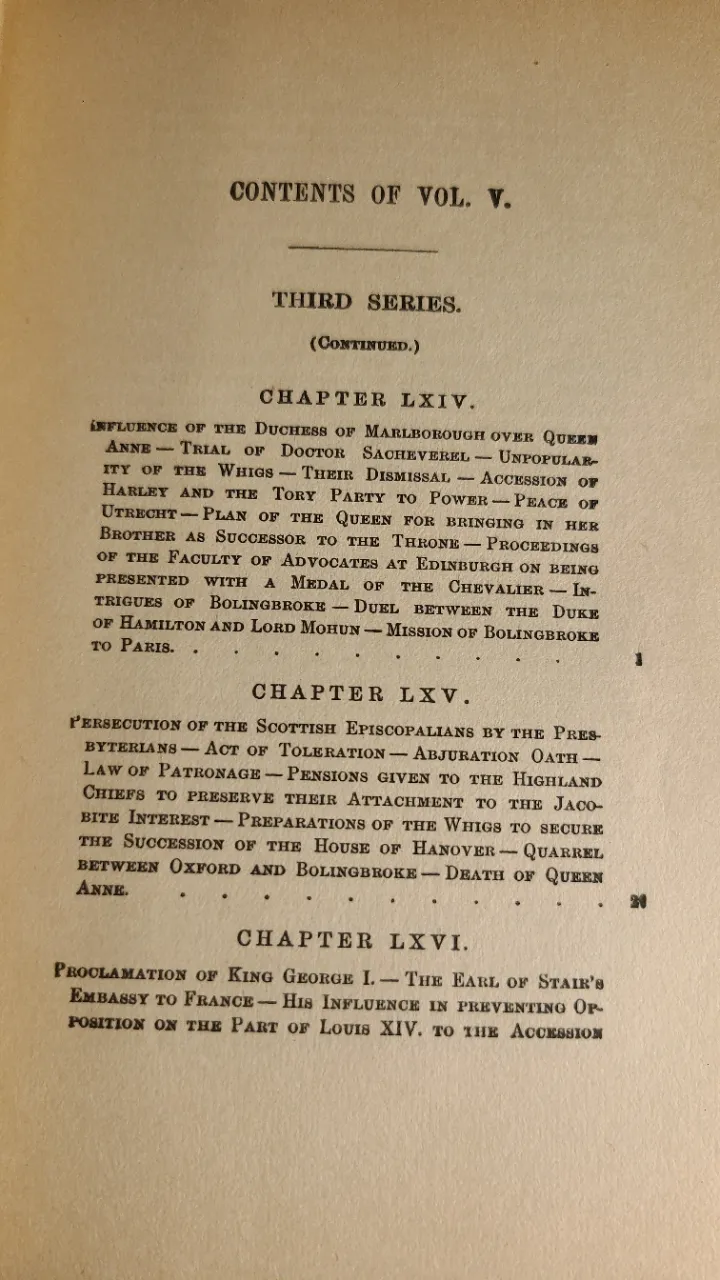 CONTENTS OF VOL. V.
THIRD SERIES.
(CONTINUED.)
CHAPTER LXIV.
INFLUENCE OF THE DUCHESS OF MARLBOROUGH OVER QUEEN
ANNE — TRIAL OF DOCTOR SACHEVEREL — UNPOPULAR-
ITY OF THE WHIGS — THEIR DISMISSAL — ACCESSION OF
HARLEY AND THE TORY PARTY TO POWER — PEACE OF
UTRECHT — PLAN OF THE QUEEN FOR BRINGING IN HER
BROTHER AS SUCCESSOR TO THE THRONE — PROCEEDINGS
OF THE FACULTY OF ADVOCATES AT EDINBURGH ON BEING
PRESENTED WITH A MEDAL OF THE CHEVALIER — IN-
TRIGUES OF BOLINGBROKE — DUEL BETWEEN THE DUKE
OF HAMILTON AND LORD MOHUN — MISSION OF BOLINGBROKE
TO PARIS. . . . . . . . . . . 1
CHAPTER LXV.
PERSECUTION OF THE SCOTTISH EPISCOPALIANS BY THE PRES-
BYTERIANS — ACT OF TOLERATION — ABJURATION OATH —
LAW OF PATRONAGE — PENSIONS GIVEN TO THE HIGHLAND
CHIEFS TO PRESERVE THEIR ATTACHMENT TO THE JACO-
BITE INTEREST — PREPARATIONS OF THE WHIGS TO SECURE
THE SUCCESSION OF THE HOUSE OF HANOVER — QUARREL
BETWEEN OXFORD AND BOLINGBROKE — DEATH OF QUEEN
ANNE. . . . . . . . . . . .
CHAPTER LXVI.
PROCLAMATION OF KING GEORGE I. — THE EARL OF STAIR'S
EMBASSY TO FRANCE — HIS INFLUENCE IN PREVENTING OP-
POSITION ON THE PART OF LOUIS XIV. TO THE ACCESSION